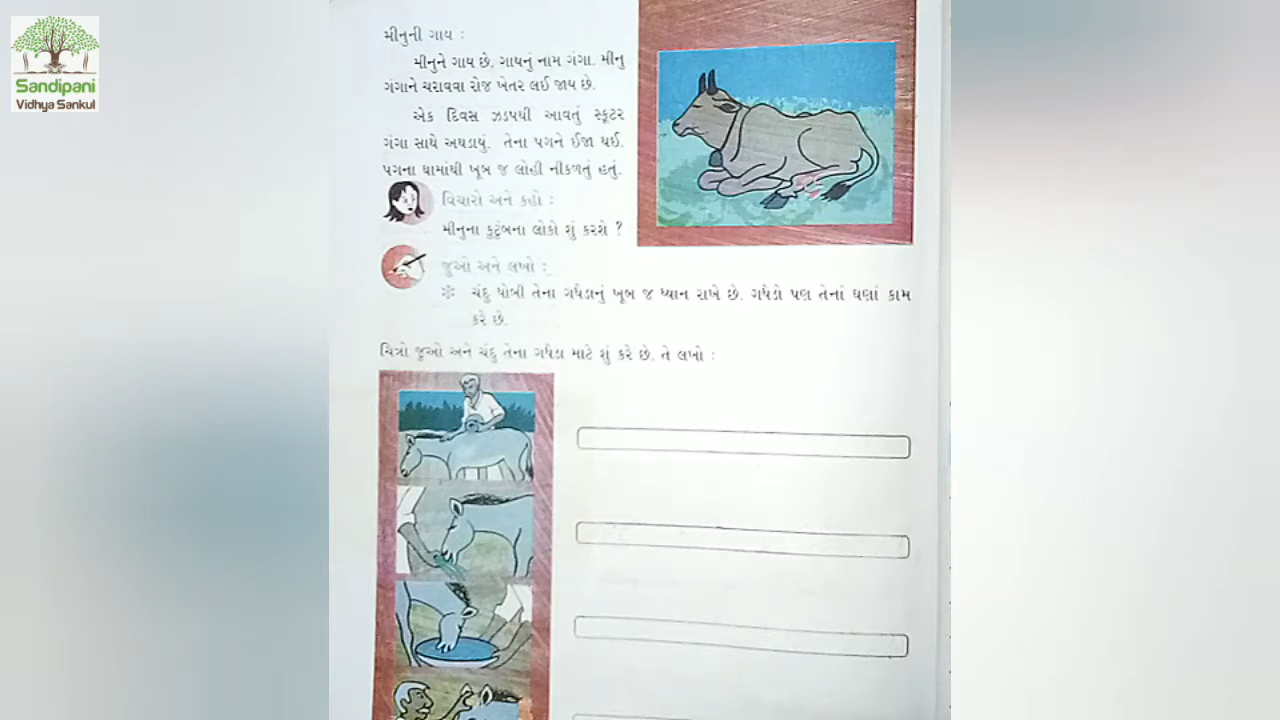 Sandipani
Vidhya Sankul
મીનુની ગાય :
મીનુને ગાય છે, ગાયનું નામ ગંગા. મીનુ
ગંગાને ચરાવવા રોજ ખેતર લઈ જાય છે.
એક દિવસ ઝડપથી આવતું સ્કૂટર
ગંગા સાથે અથડાયું. તેના પગને ઈજા થઈ.
પગના ઘામાંથી ખૂબ જ લોહી નીકળતું હતું.
વિચારો અને કહો :
મીનુના કુટુંબના લોકો શું કરશે ?
જુઓ અને લખો :
* ચંદુ ધોબી તેના ગધેડાનું ખૂબ જ ધ્યાન રાખે છે. ગધેડો પણ તેનાં ઘણાં કામ
કરે છે.
ચિત્રો જુઓ અને ચંદુ તેના ગધેડા માટે શું કરે છે, તે લખો :